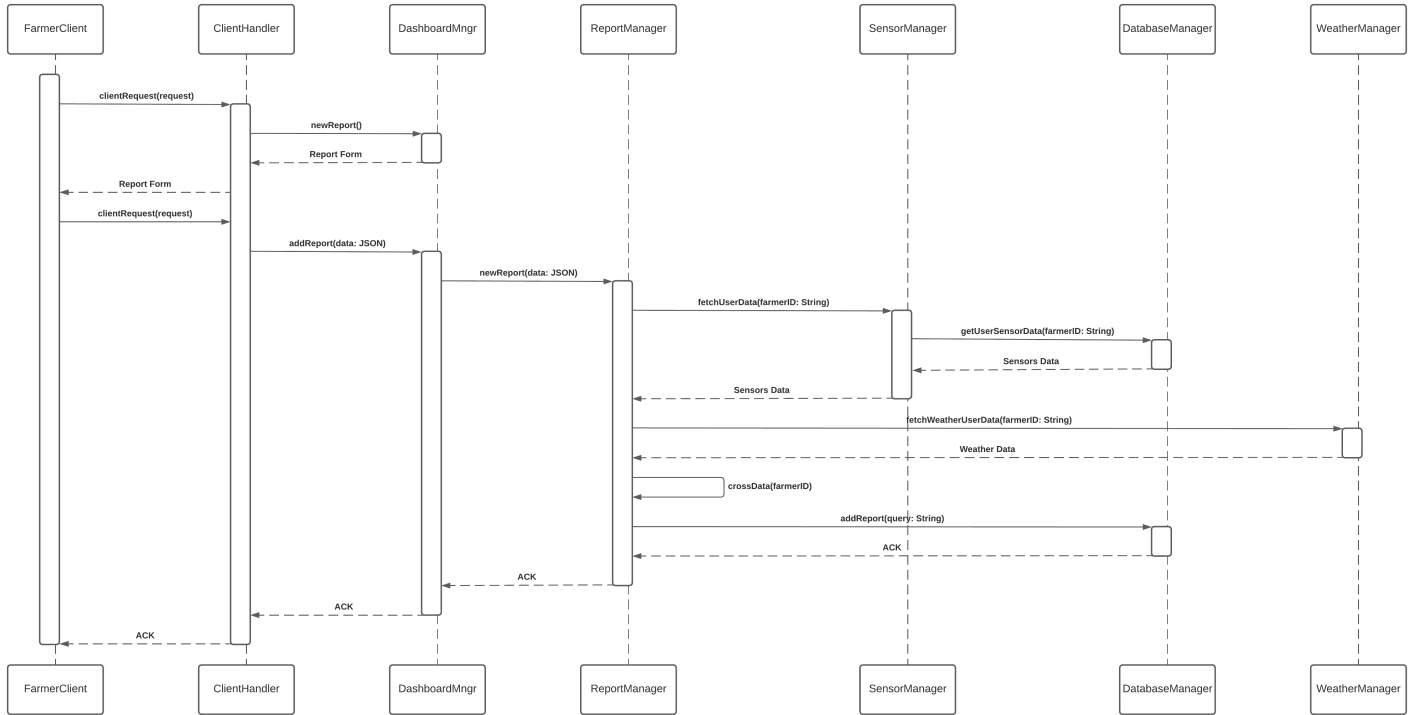 FarmerClient
ClientHandler
DashboardMngr
ReportManager
SensorManager
DatabaseManager
WeatherManager
clientRequest(request)
newReport()
Report Form
Report Form
clientRequest(request)
addReport(data: JSON)
newReport(data: JSON)
fetchUserData(farmerID: String)
getUserSensorData(farmerID: String)
Sensors Data
Sensors Data
fetchWeatherUserData(farmerID: String)
Weather Data
crossData(farmerID)
addReport(query: String)
ACK
ACK
ACK
ACK
FarmerClient
ClientHandler
DashboardMngr
ReportManager
SensorManager
DatabaseManager
WeatherManager